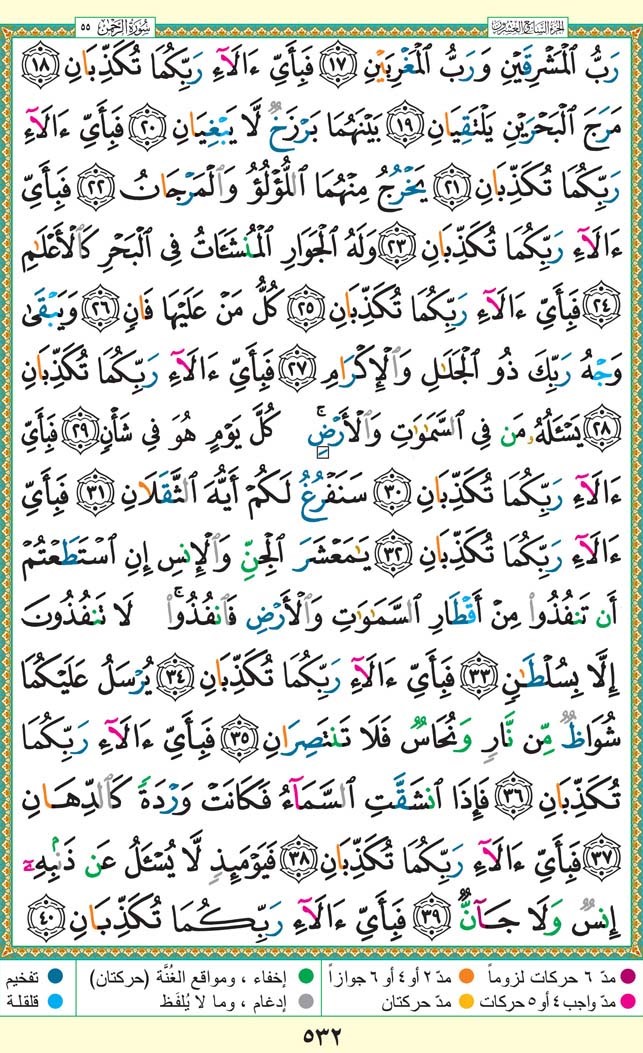 الجزء السابع والعشرون
سورة الرحمن ٥٥
رَبُّ ٱلْمَشْرِقَيْنِ وَرَبُّ ٱلْمَغْرِبَيْنِ ١٧ فَبِأَيِّ ءَالَآءِ رَبِّكُمَا تُكَذِّبَانِ ١٨
مَرَجَ ٱلْبَحْرَيْنِ يَلْتَقِيَانِ ١٩ بَيْنَهُمَا بَرْزَخٌ لَّا يَبْغِيَانِ ٢٠ فَبِأَيِّ ءَالَآءِ
رَبِّكُمَا تُكَذِّبَانِ ٢١ يَخْرُجُ مِنْهُمَا ٱللُّؤْلُؤُ وَٱلْمَرْجَانُ ٢٢ فَبِأَيِّ
ءَالَآءِ رَبِّكُمَا تُكَذِّبَانِ ٢٣ وَلَهُ ٱلْجَوَارِ ٱلْمُنشَـَٔاتُ فِى ٱلْبَحْرِ كَٱلْأَعْلَـٰمِ
٢٤ فَبِأَيِّ ءَالَآءِ رَبِّكُمَا تُكَذِّبَانِ ٢٥ كُلُّ مَنْ عَلَيْهَا فَانٍ ٢٦ وَيَبْقَىٰ
وَجْهُ رَبِّكَ ذُو ٱلْجَلَـٰلِ وَٱلْإِكْرَامِ ٢٧ فَبِأَيِّ ءَالَآءِ رَبِّكُمَا تُكَذِّبَانِ
٢٨ يَسْـَٔلُهُۥ مَن فِى ٱلسَّمَـٰوَٰتِ وَٱلْأَرْضِ ۚ كُلَّ يَوْمٍ هُوَ فِى شَأْنٍ ٢٩ فَبِأَيِّ
ءَالَآءِ رَبِّكُمَا تُكَذِّبَانِ ٣٠ سَنَفْرُغُ لَكُمْ أَيُّهَ ٱلثَّقَلَانِ ٣١ فَبِأَيِّ
ءَالَآءِ رَبِّكُمَا تُكَذِّبَانِ ٣٢ يَـٰمَعْشَرَ ٱلْجِنِّ وَٱلْإِنسِ إِنِ ٱسْتَطَعْتُمْ
أَن تَنفُذُوا۟ مِنْ أَقْطَارِ ٱلسَّمَـٰوَٰتِ وَٱلْأَرْضِ فَٱنفُذُوا۟ ۚ لَا تَنفُذُونَ
إِلَّا بِسُلْطَـٰنٍ ٣٣ فَبِأَيِّ ءَالَآءِ رَبِّكُمَا تُكَذِّبَانِ ٣٤ يُرْسَلُ عَلَيْكُمَا
شُوَاظٌ مِّن نَّارٍ وَنُحَاسٌ فَلَا تَنتَصِرَانِ ٣٥ فَبِأَيِّ ءَالَآءِ رَبِّكُمَا
تُكَذِّبَانِ ٣٦ فَإِذَا ٱنشَقَّتِ ٱلسَّمَآءُ فَكَانَتْ وَرْدَةً كَٱلدِّهَانِ
٣٧ فَبِأَيِّ ءَالَآءِ رَبِّكُمَا تُكَذِّبَانِ ٣٨ فَيَوْمَئِذٍ لَّا يُسْـَٔلُ عَن ذَنۢبِهِۦٓ
إِنسٌ وَلَا جَآنٌّ ٣٩ فَبِأَيِّ ءَالَآءِ رَبِّكُمَا تُكَذِّبَانِ ٤٠
مدّ ٦ حركات لزوماً مدّ ٢ أو ٤ أو ٦ جوازاً إخفاء ، ومواقع الغُنَّة (حركتان) تفخيم
مدّ واجب ٤ أو ٥ حركات مدّ حركتان إدغام ، وما لا يُلفَظ قلقلة
٥٣٢